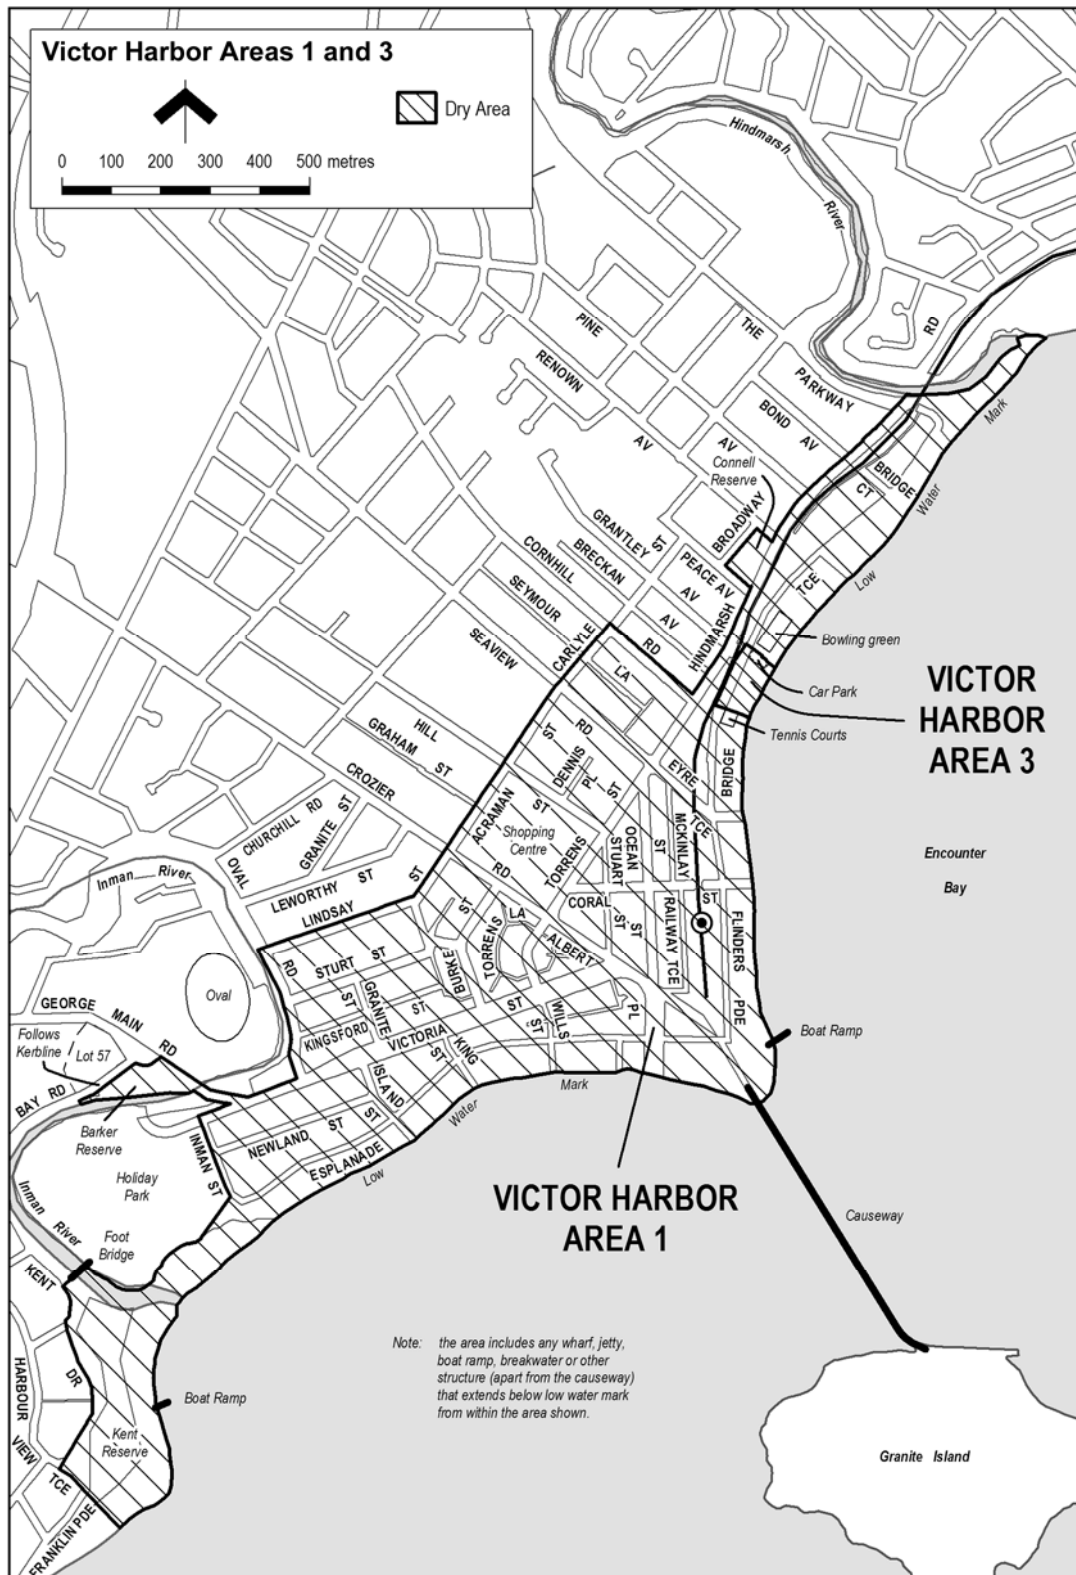 Victor Harbor Areas 1 and 3
Dry Area
0 100 200 300 400 500 metres
Hindmarsh
River
PINE
THE
RD
RENOWN
PARKWAY
Mark
BOND
AV
AV
AV
Connell
Reserve
BRIDGE
CT
Water
BROADWAY
GRANTLEY
ST
CORNHILL
BRECKAN
PEACE AV
TCE
Low
SEYMOUR
AV
HINDMARSH
AV
SEAVIEW
CARLYLE
RD
Bowling green
LA
Car Park
VICTOR
HARBOR
AREA 3
HILL
GRAHAM
ST
ST
RD
Tennis Courts
CROZIER
DENNIS
PL
EYRE
BRIDGE
CHURCHILL RD
GRANITE ST
ACRAMAN
ST
ST
TCE
OVAL
Shopping
Centre
OCEAN
STUART
ST
MCKINLAY
Encounter
Bay
Inman River
RD
TORRENS
LEWORTHY ST
ST
LINDSAY
ST
LA
CORAL
ST
ST
RAILWAY TCE
ST
FLINDERS
RD
STURT ST
BURKE
TORRENS
ALBERT
Oval
GEORGE
MAIN
RD
ST
GRANITE
ST
ST
ST
WILLS
PL
PDE
Follows
Kerbline
Lot 57
KINGSFORD
VICTORIA
ST
KING
Boat Ramp
BAY RD
ISLAND
Mark
Barker
Reserve
INMAN ST
NEWLAND ST
ST
Water
ESPLANADE
Low
Holiday
Park
VICTOR HARBOR
AREA 1
Inman
River
Foot
Bridge
Causeway
KENT
Note: the area includes any wharf, jetty,
boat ramp, breakwater or other
structure (apart from the causeway)
that extends below low water mark
from within the area shown.
HARBOUR
DR
Boat Ramp
Kent
Reserve
VIEW
TCE
Granite Island
FRANKLIN PDE